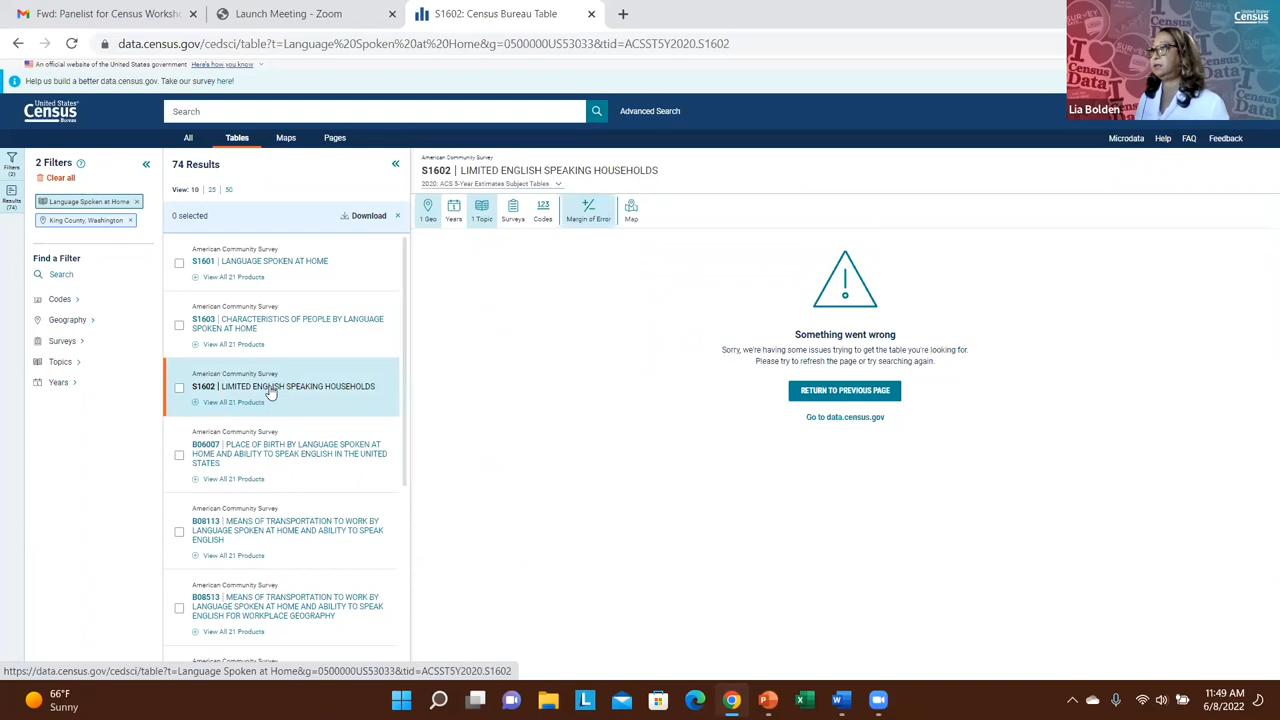 Fwd: Panelist for Census Worksho
Launch Meeting - Zoom
S1602: Census Bureau Table
data.census.gov/cedsci/table?t=Language%20Spoken%20at%20Home&g=0500000US53033&tid=ACSST5Y2020.S1602
An official website of the United States government Here's how you know
Help us build a better data.census.gov. Take our survey here!
United States
Census
Bureau
Search
Advanced Search
Lia Bolden
United States
Census
Bureau
I
Census
Data
All
Tables
Maps
Pages
Microdata
Help
FAQ
Feedback
Filters
(2)
Results
(74)
2 Filters
Clear all
Language Spoken at Home
King County, Washington
Find a Filter
Search
Codes
Geography
Surveys
Topics
Years
74 Results
View: 10 25 50
0 selected
Download
American Community Survey
S1601 | LANGUAGE SPOKEN AT HOME
View All 21 Products
American Community Survey
S1603 | CHARACTERISTICS OF PEOPLE BY LANGUAGE
SPOKEN AT HOME
View All 21 Products
American Community Survey
S1602 | LIMITED ENGLISH SPEAKING HOUSEHOLDS
View All 21 Products
American Community Survey
B06007 | PLACE OF BIRTH BY LANGUAGE SPOKEN AT
HOME AND ABILITY TO SPEAK ENGLISH IN THE UNITED
STATES
View All 21 Products
American Community Survey
B08113 | MEANS OF TRANSPORTATION TO WORK BY
LANGUAGE SPOKEN AT HOME AND ABILITY TO SPEAK
ENGLISH
View All 21 Products
American Community Survey
B08513 | MEANS OF TRANSPORTATION TO WORK BY
LANGUAGE SPOKEN AT HOME AND ABILITY TO SPEAK
ENGLISH FOR WORKPLACE GEOGRAPHY
View All 21 Products
American Community Survey
S1602 | LIMITED ENGLISH SPEAKING HOUSEHOLDS
2020: ACS 5-Year Estimates Subject Tables
1 Geo
Years
1 Topic
Surveys
123
Codes
Margin of Error
Map
Something went wrong
Sorry, we're having some issues trying to get the table you're looking for.
Please try to refresh the page or try searching again.
RETURN TO PREVIOUS PAGE
Go to data.census.gov
https://data.census.gov/cedsci/table?t=Language Spoken at Home&g=0500000US53033&tid=ACSST5Y2020.S1602
66°F
Sunny
11:49 AM
6/8/2022